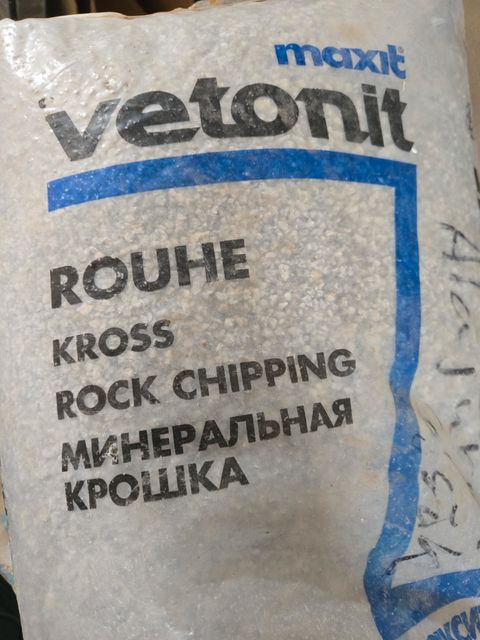 maxit
vetonit
ROUHE
KROSS
ROCK CHIPPING
МИНЕРАЛЬНАЯ
КРОШКА